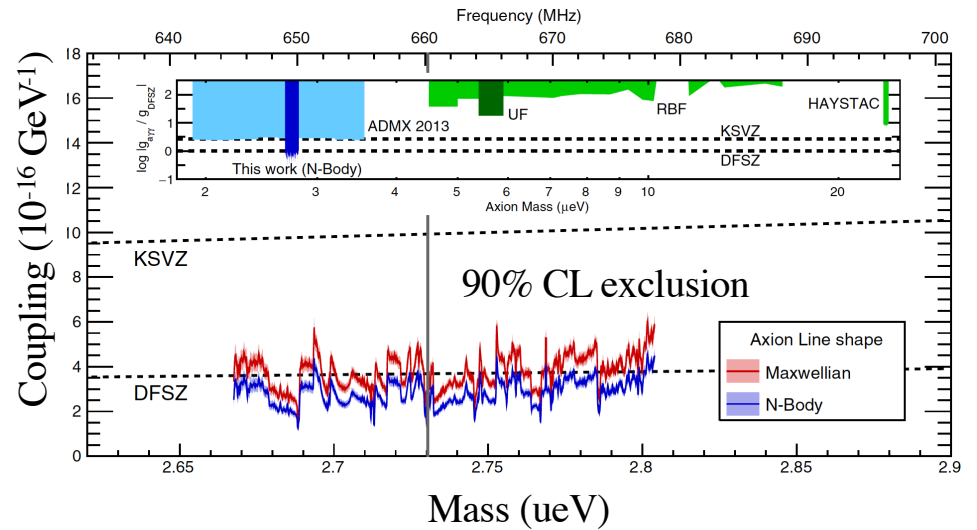 Frequency (MHz)
640 650 660 670 680 690 700
18
16
14
12
10
8
6
4
2
0
Coupling (10-16 GeV-1)
log |gaγγ / gDFSZ|
2
1
0
−1
ADMX 2013
UF
RBF
HAYSTAC
KSVZ
DFSZ
This work (N-Body)
2 3 4 5 6 7 8 9 10 20
Axion Mass (μeV)
KSVZ
90% CL exclusion
DFSZ
Axion Line shape
Maxwellian
N-Body
2.65 2.7 2.75 2.8 2.85 2.9
Mass (ueV)